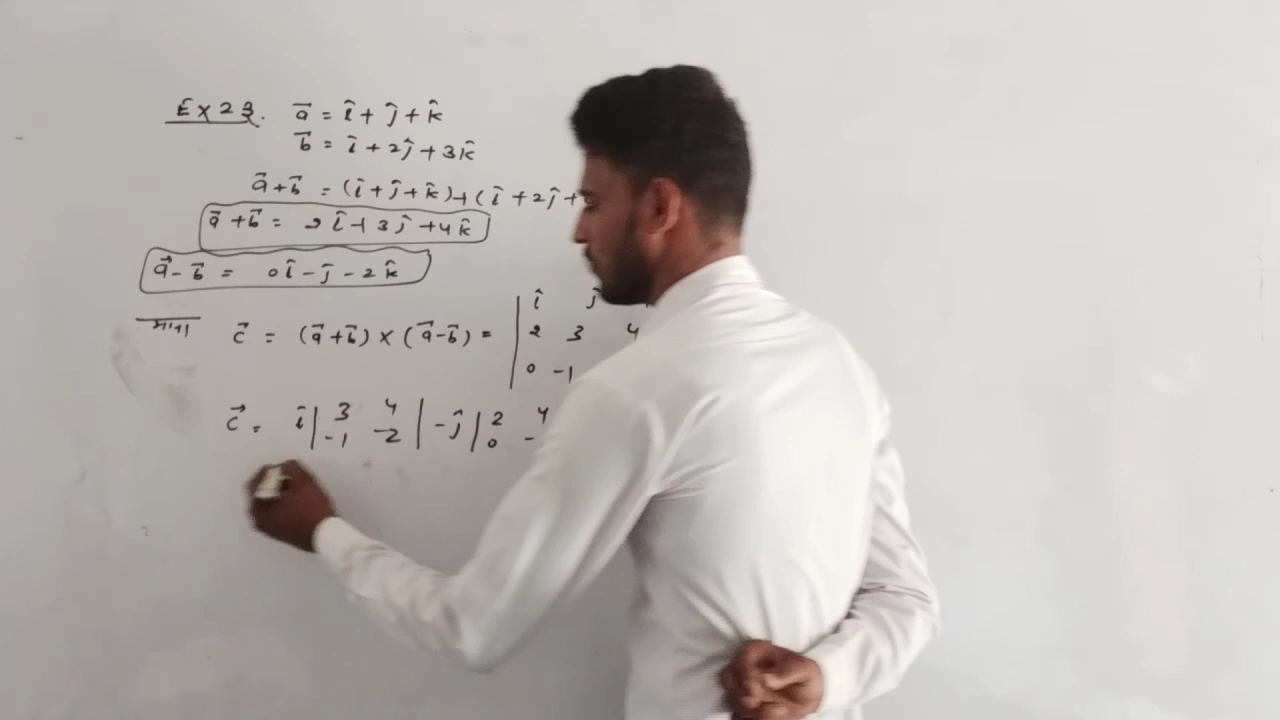 Ex 23. a⃗ = î + ĵ + k̂
b⃗ = î + 2ĵ + 3k̂
a⃗ + b⃗ = (î + ĵ + k̂) + (î + 2ĵ +
a⃗ + b⃗ = 2î + 3ĵ + 4k̂
a⃗ - b⃗ = 0î - ĵ - 2k̂
माना c⃗ = (a⃗ + b⃗) × (a⃗ - b⃗) = | î ĵ
2 3 4
0 -1
c⃗ = î | 3 4 | - ĵ | 2 4
-1 -2 0 -